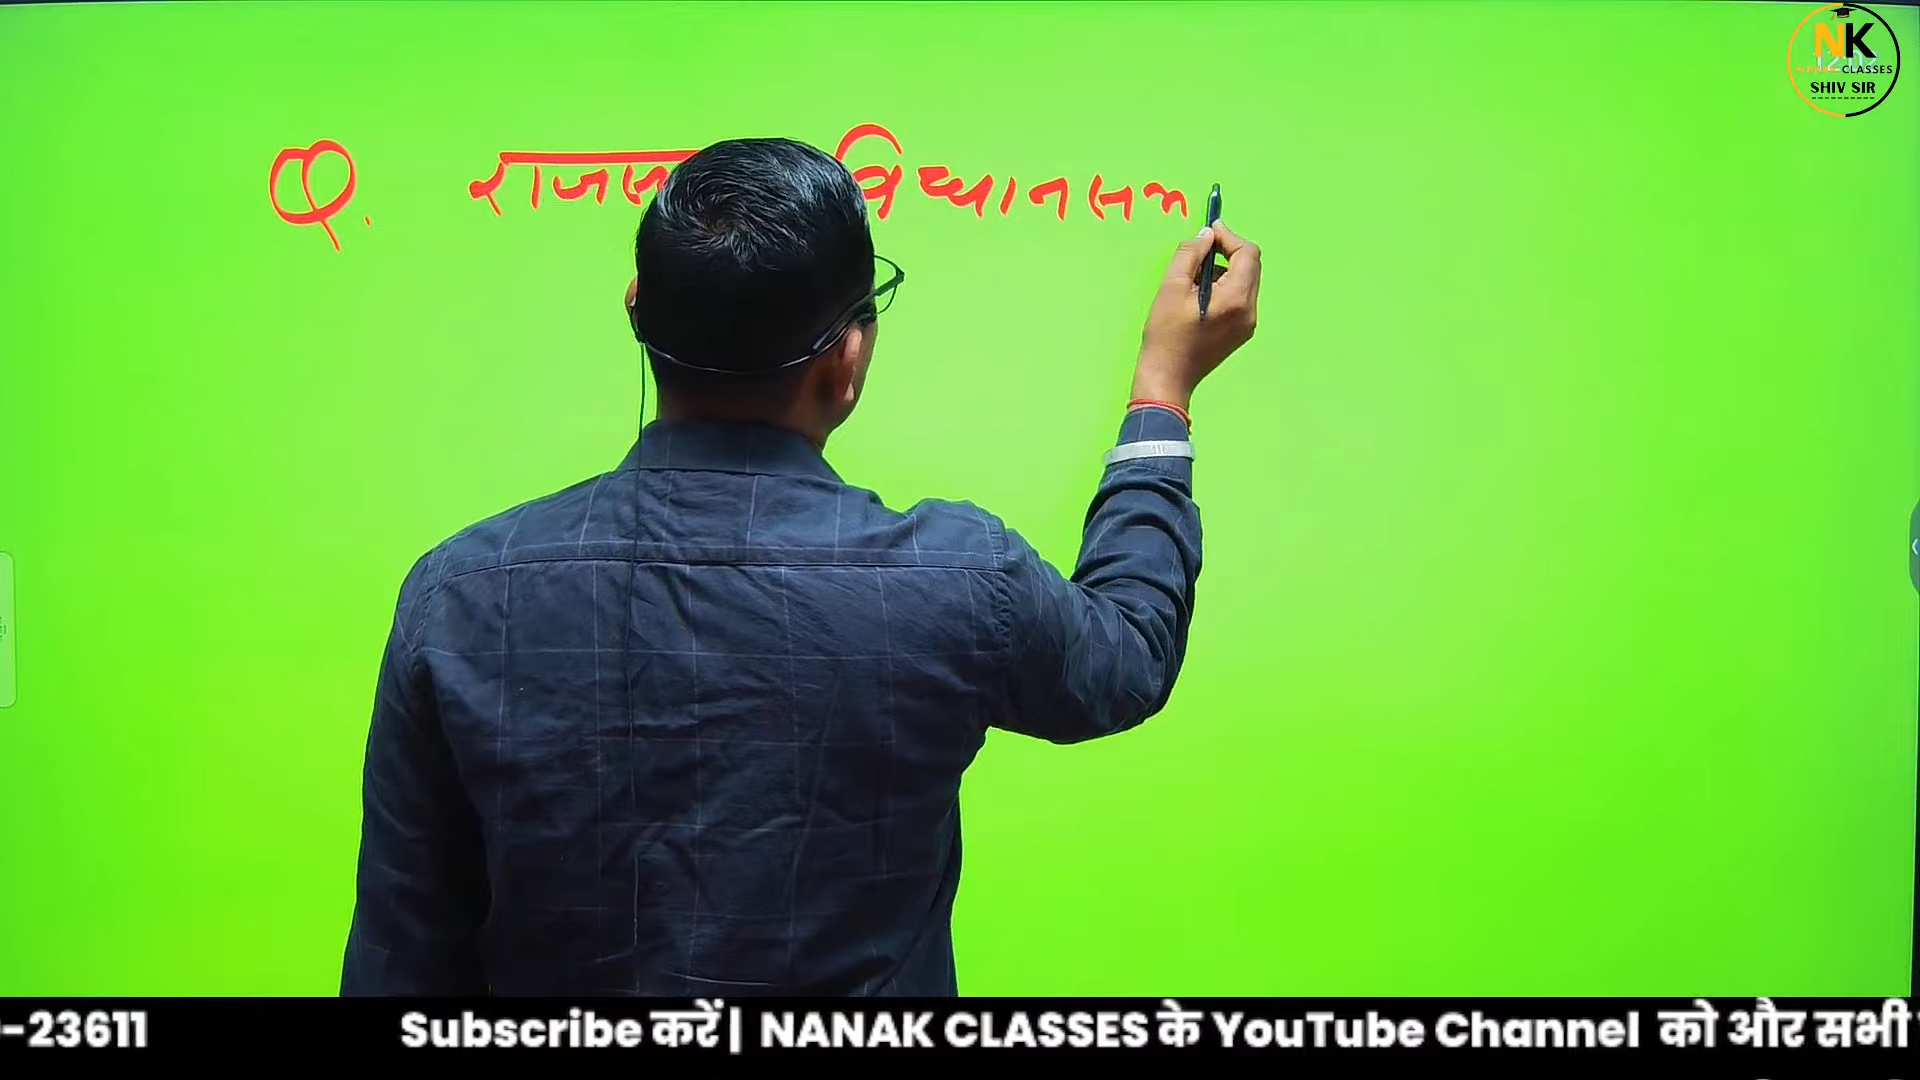 NK
CLASSES
SHIV SIR
Q. विधानसभ
-23611 Subscribe करें | NANAK CLASSES के YouTube Channel को और सभी